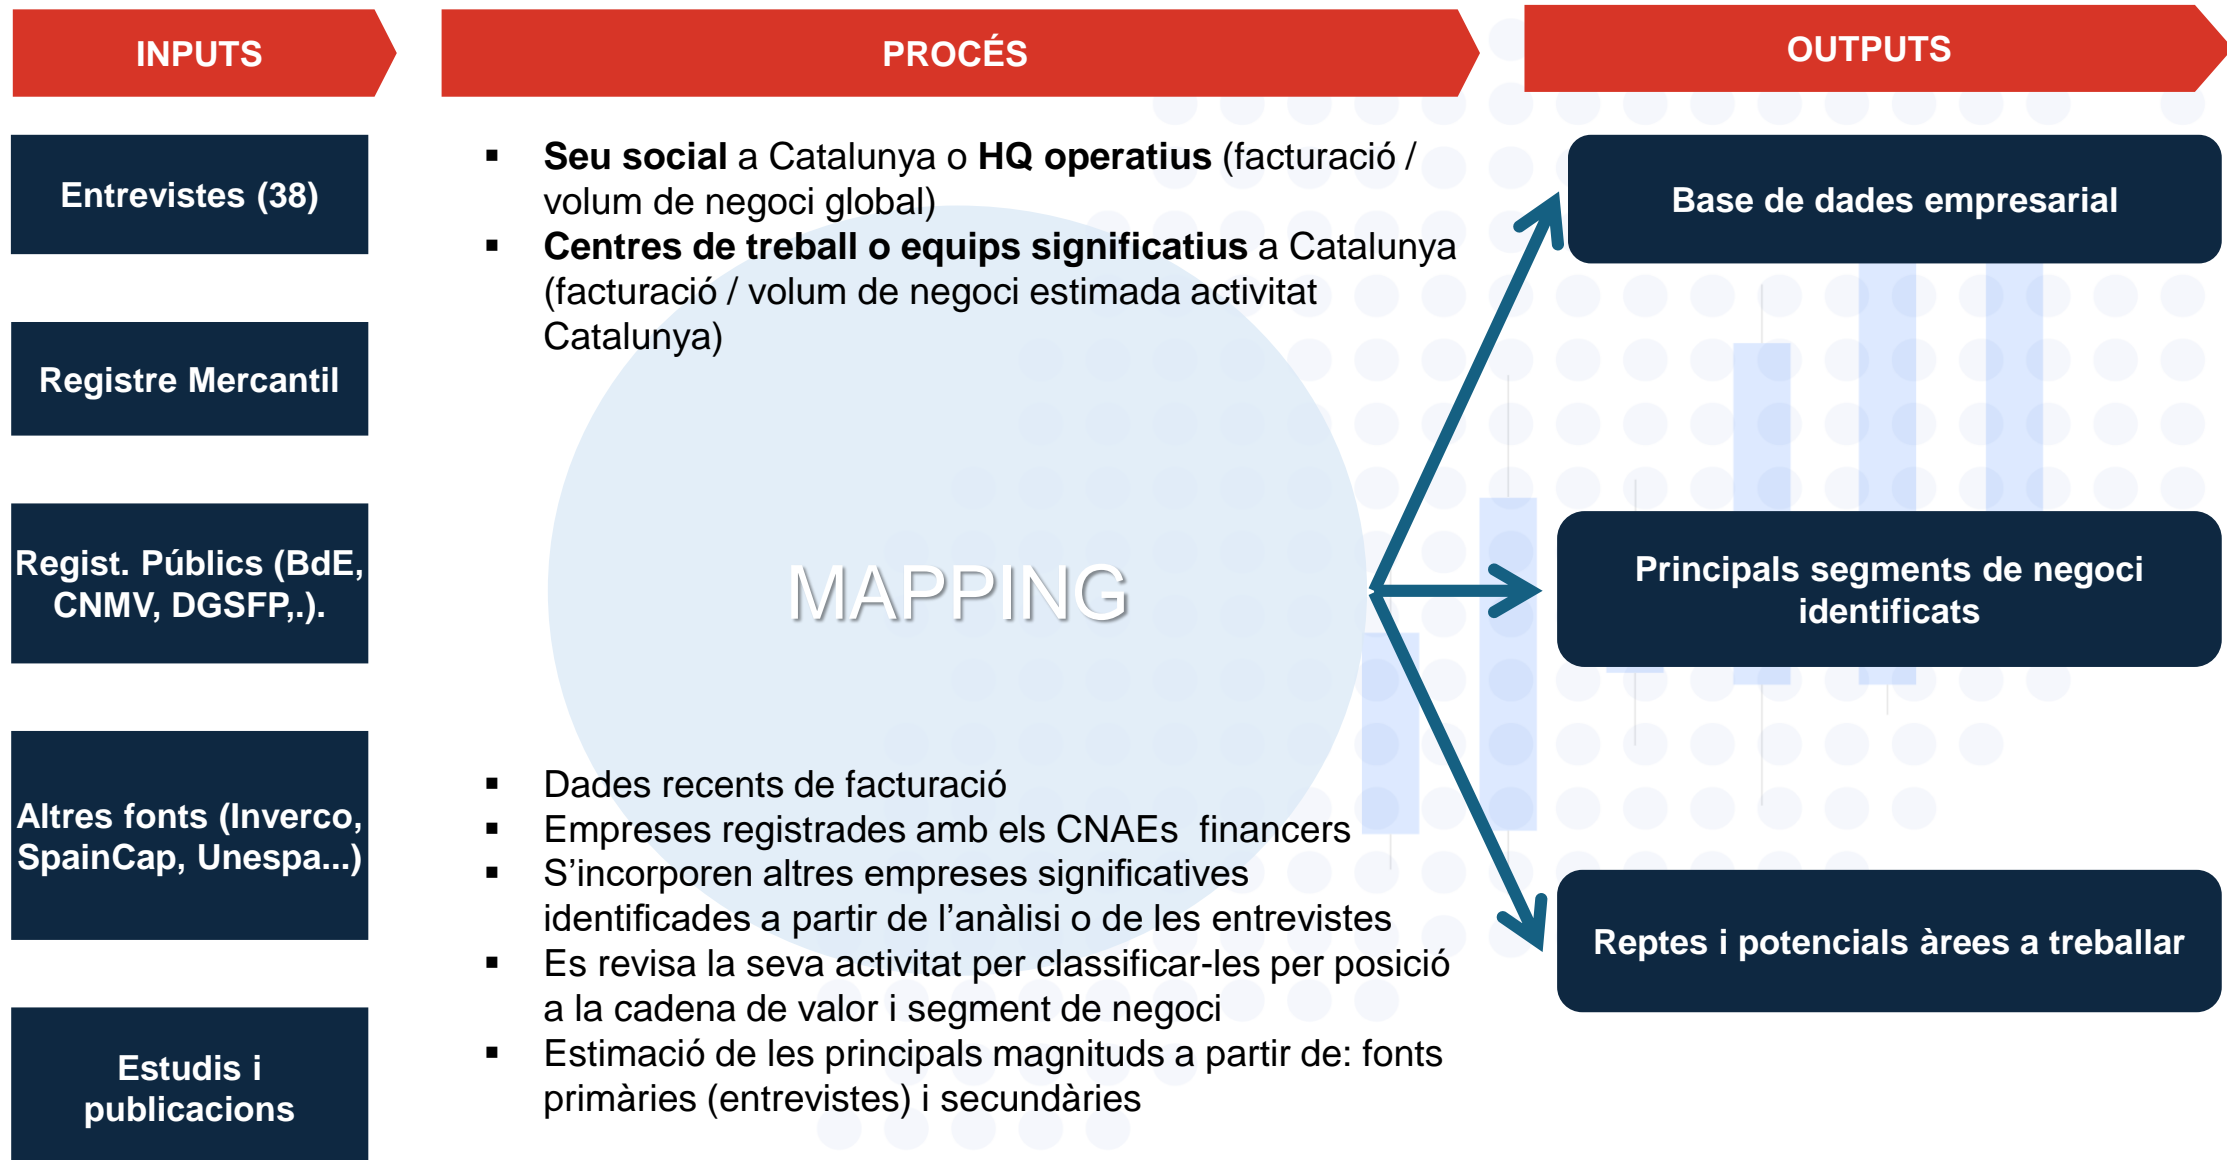 INPUTS
PROCÉS
OUTPUTS
Entrevistes (38)
Registre Mercantil
Regist. Públics (BdE,
CNMV, DGSFP,.).
Altres fonts (Inverco,
SpainCap, Unespa...)
Estudis i
publicacions
▪ Seu social a Catalunya o HQ operatius (facturació /
volum de negoci global)
▪ Centres de treball o equips significatius a Catalunya
(facturació / volum de negoci estimada activitat
Catalunya)
MAPPING
▪ Dades recents de facturació
▪ Empreses registrades amb els CNAEs  financers
▪ S’incorporen altres empreses significatives
identificades a partir de l’anàlisi o de les entrevistes
▪ Es revisa la seva activitat per classificar-les per posició
a la cadena de valor i segment de negoci
▪ Estimació de les principals magnituds a partir de: fonts
primàries (entrevistes) i secundàries
Base de dades empresarial
Principals segments de negoci
identificats
Reptes i potencials àrees a treballar